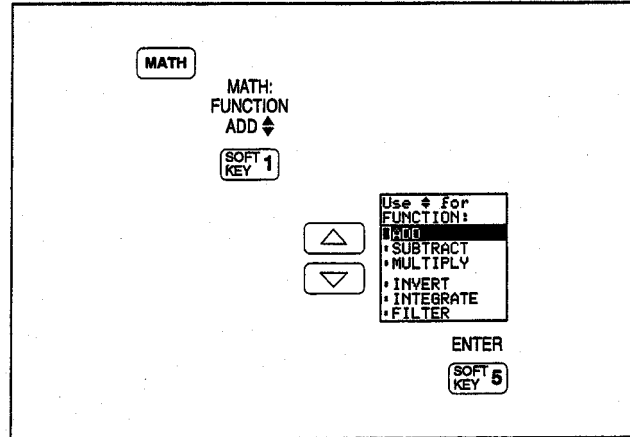 MATH
MATH:
FUNCTION
ADD
SOFT KEY 1
Use for
FUNCTION:
ADD
SUBTRACT
MULTIPLY
INVERT
INTEGRATE
FILTER
ENTER
SOFT KEY 5